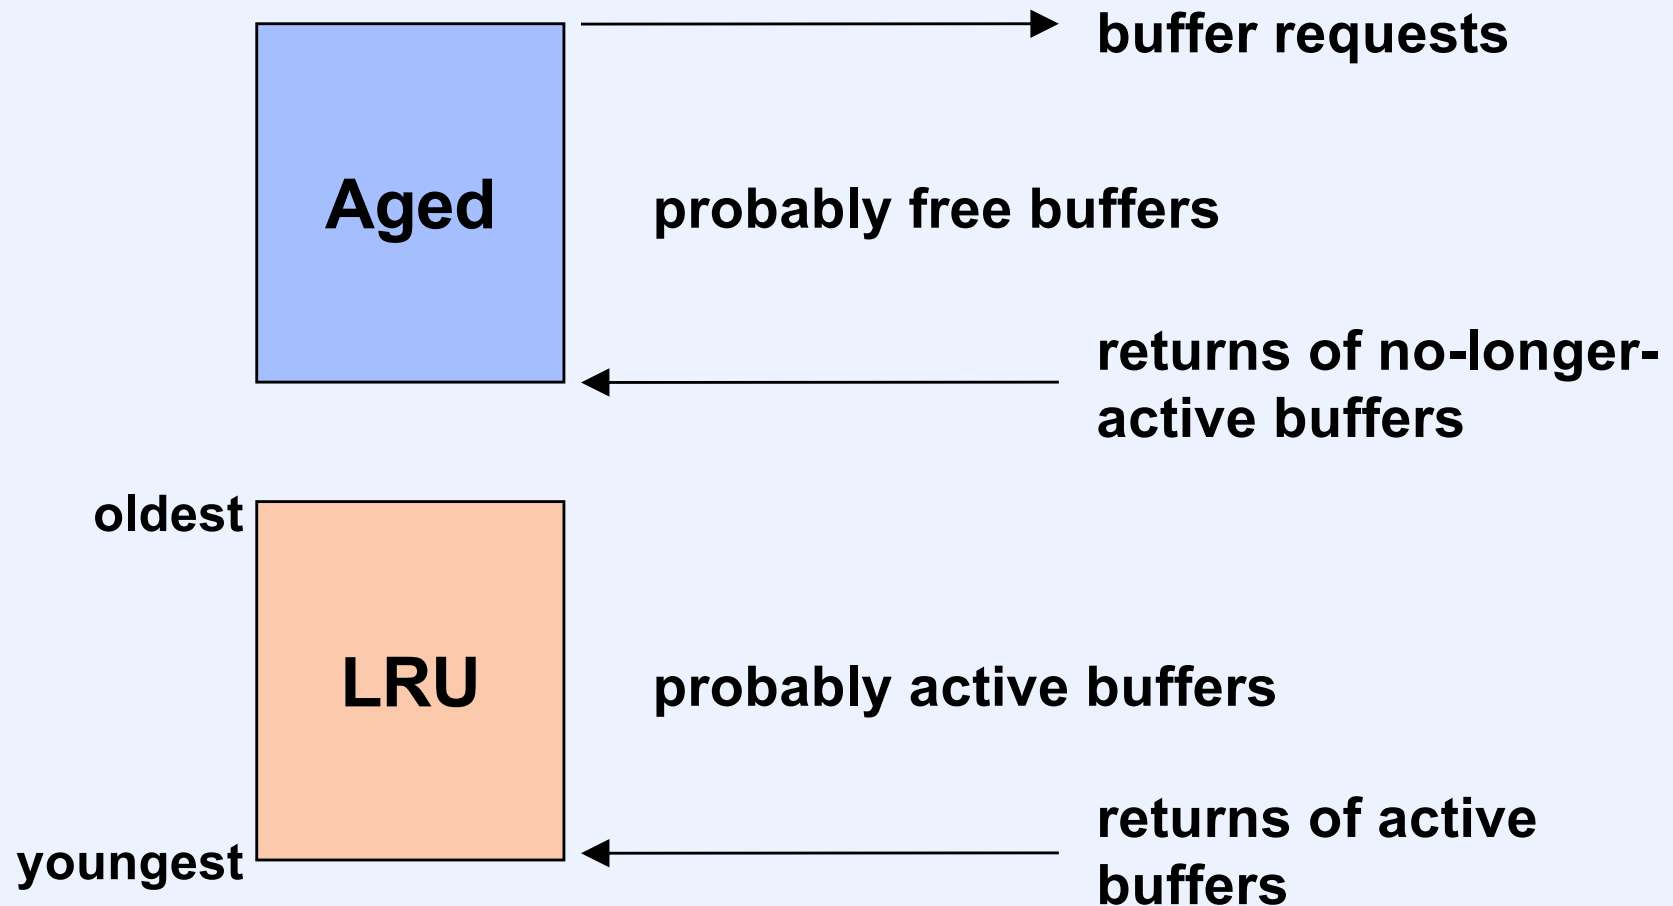 buffer requests
Aged
probably free buffers
returns of no-longer-
active buffers
oldest
LRU
probably active buffers
returns of active
buffers
youngest